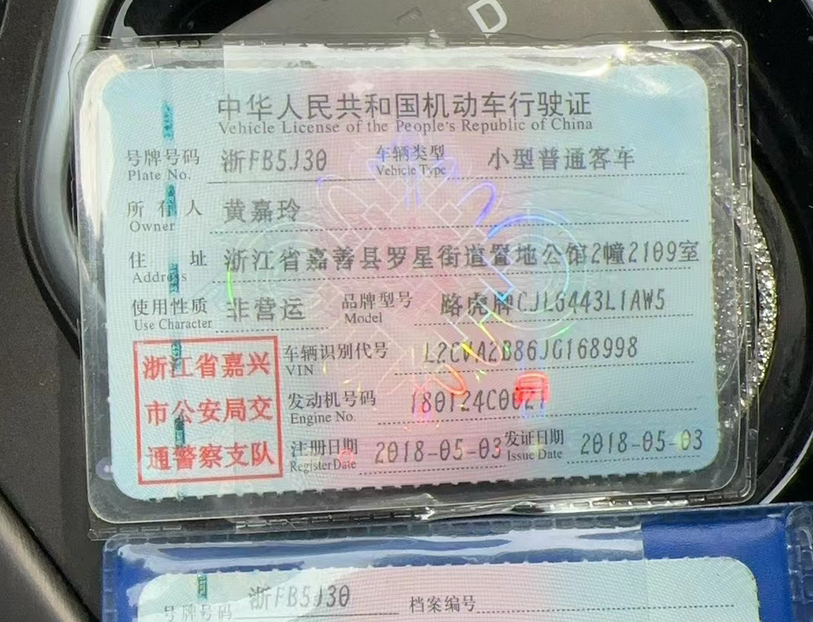 D
中华人民共和国机动车行驶证
Vehicle License of the People's Republic of China
号牌号码 浙FB5J30 车辆类型 小型普通客车
Plate No. Vehicle Type
所有人 黄嘉玲
Owner
住址 浙江省嘉善县罗星街道置地公馆2幢2109室
Address
使用性质 非营运 品牌型号 路虎牌CJL6443L1AW5
Use Character Model
浙江省嘉兴
市公安局交
通警察支队
车辆识别代号 L2CVA2B86JG168998
VIN
发动机号码 180124C0021
Engine No.
注册日期 2018-05-03 发证日期 2018-05-03
Register Date Issue Date
号牌号码 浙FB5J30 档案编号